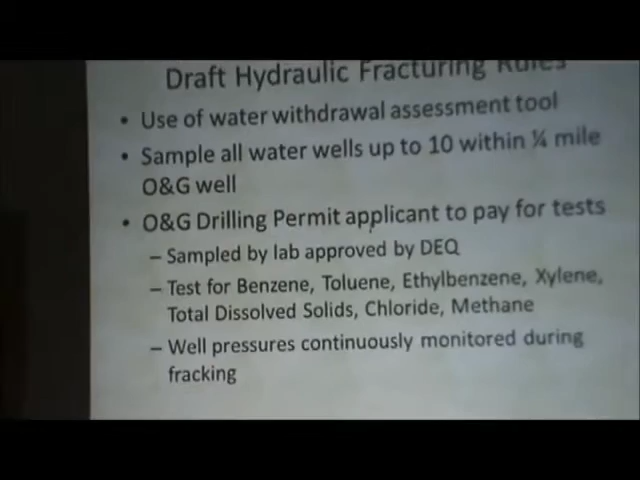 Draft Hydraulic Fracturing Rules
• Use of water withdrawal assessment tool
• Sample all water wells up to 10 within ¼ mile
O&G well
• O&G Drilling Permit applicant to pay for tests
– Sampled by lab approved by DEQ
– Test for Benzene, Toluene, Ethylbenzene, Xylene,
Total Dissolved Solids, Chloride, Methane
– Well pressures continuously monitored during
fracking